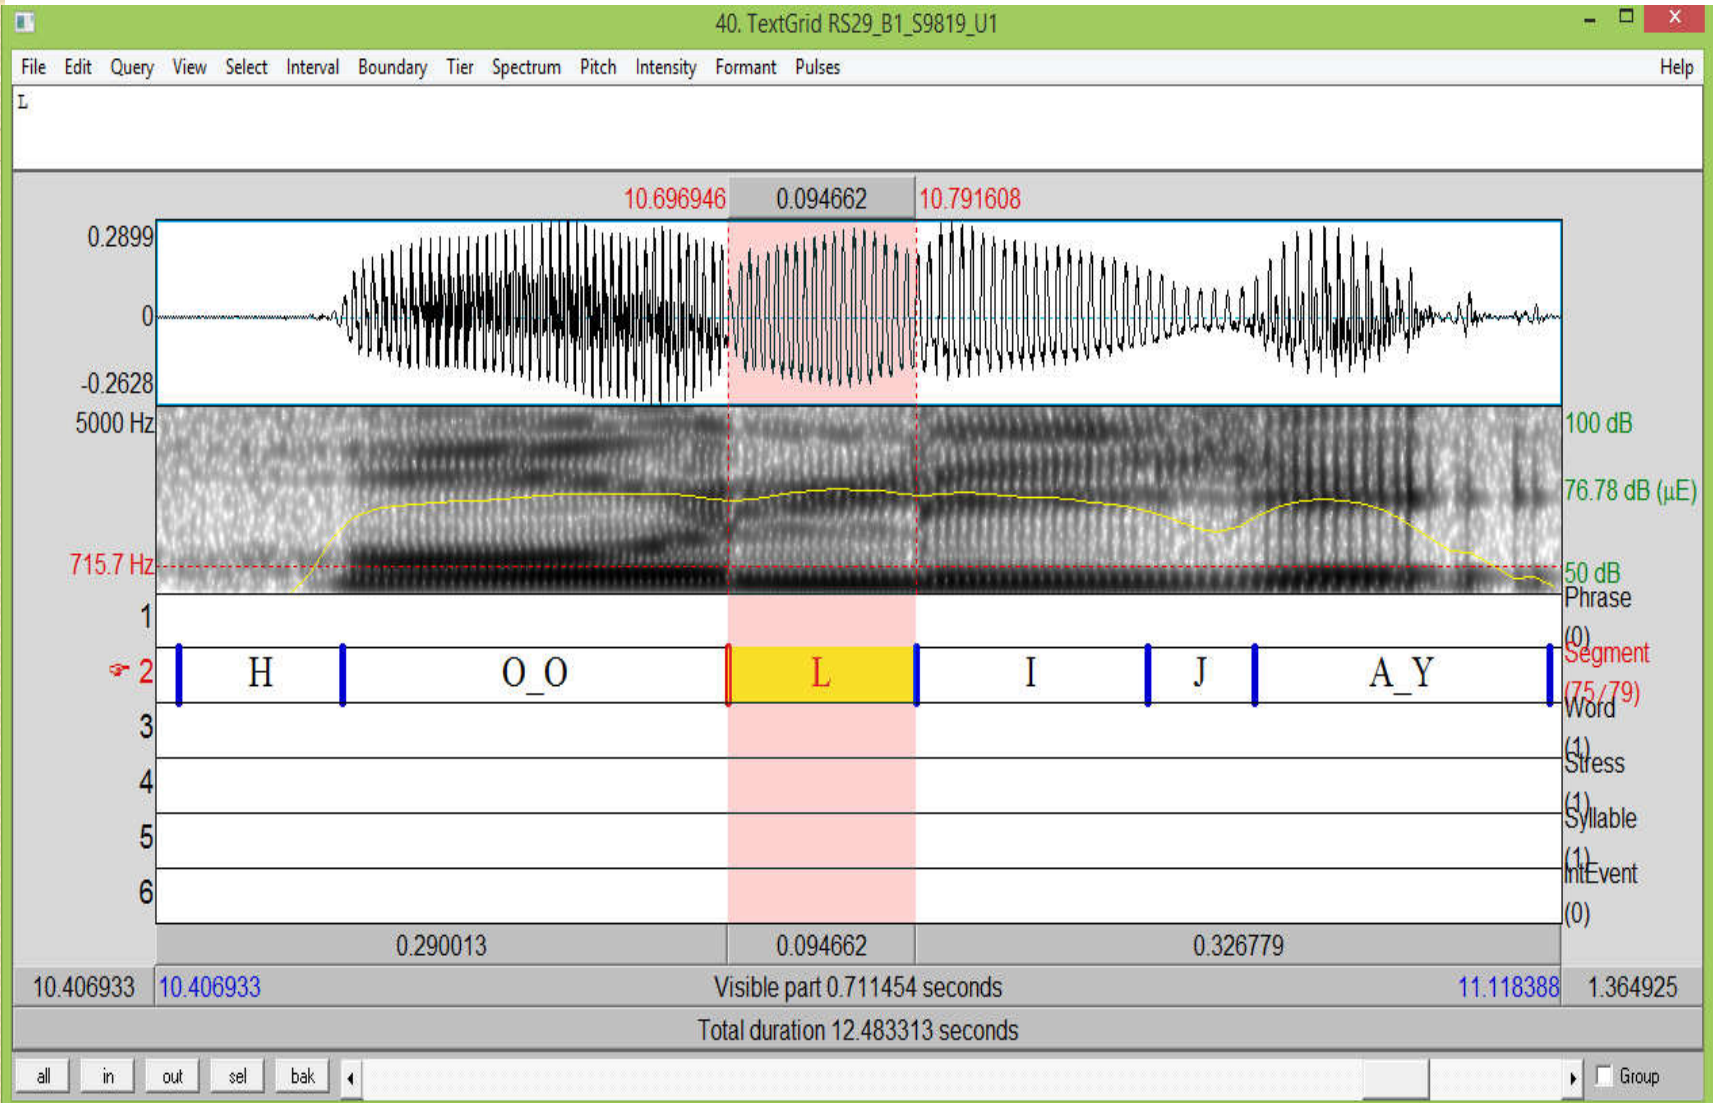 40. TextGrid RS29_B1_S9819_U1
File Edit Query View Select Interval Boundary Tier Spectrum Pitch Intensity Formant Pulses Help
L
10.696946 0.094662 10.791608
0.2899
0
-0.2628
5000 Hz 100 dB
76.78 dB (µE)
715.7 Hz 50 dB
1 Phrase (0)
2 H O_O L I J A_Y Segment (75/79)
3 Word (1)
4 Stress (1)
5 Syllable (1)
6 IntEvent (0)
0.290013 0.094662 0.326779
10.406933 10.406933 Visible part 0.711454 seconds 11.118388 1.364925
Total duration 12.483313 seconds
all in out sel bak Group